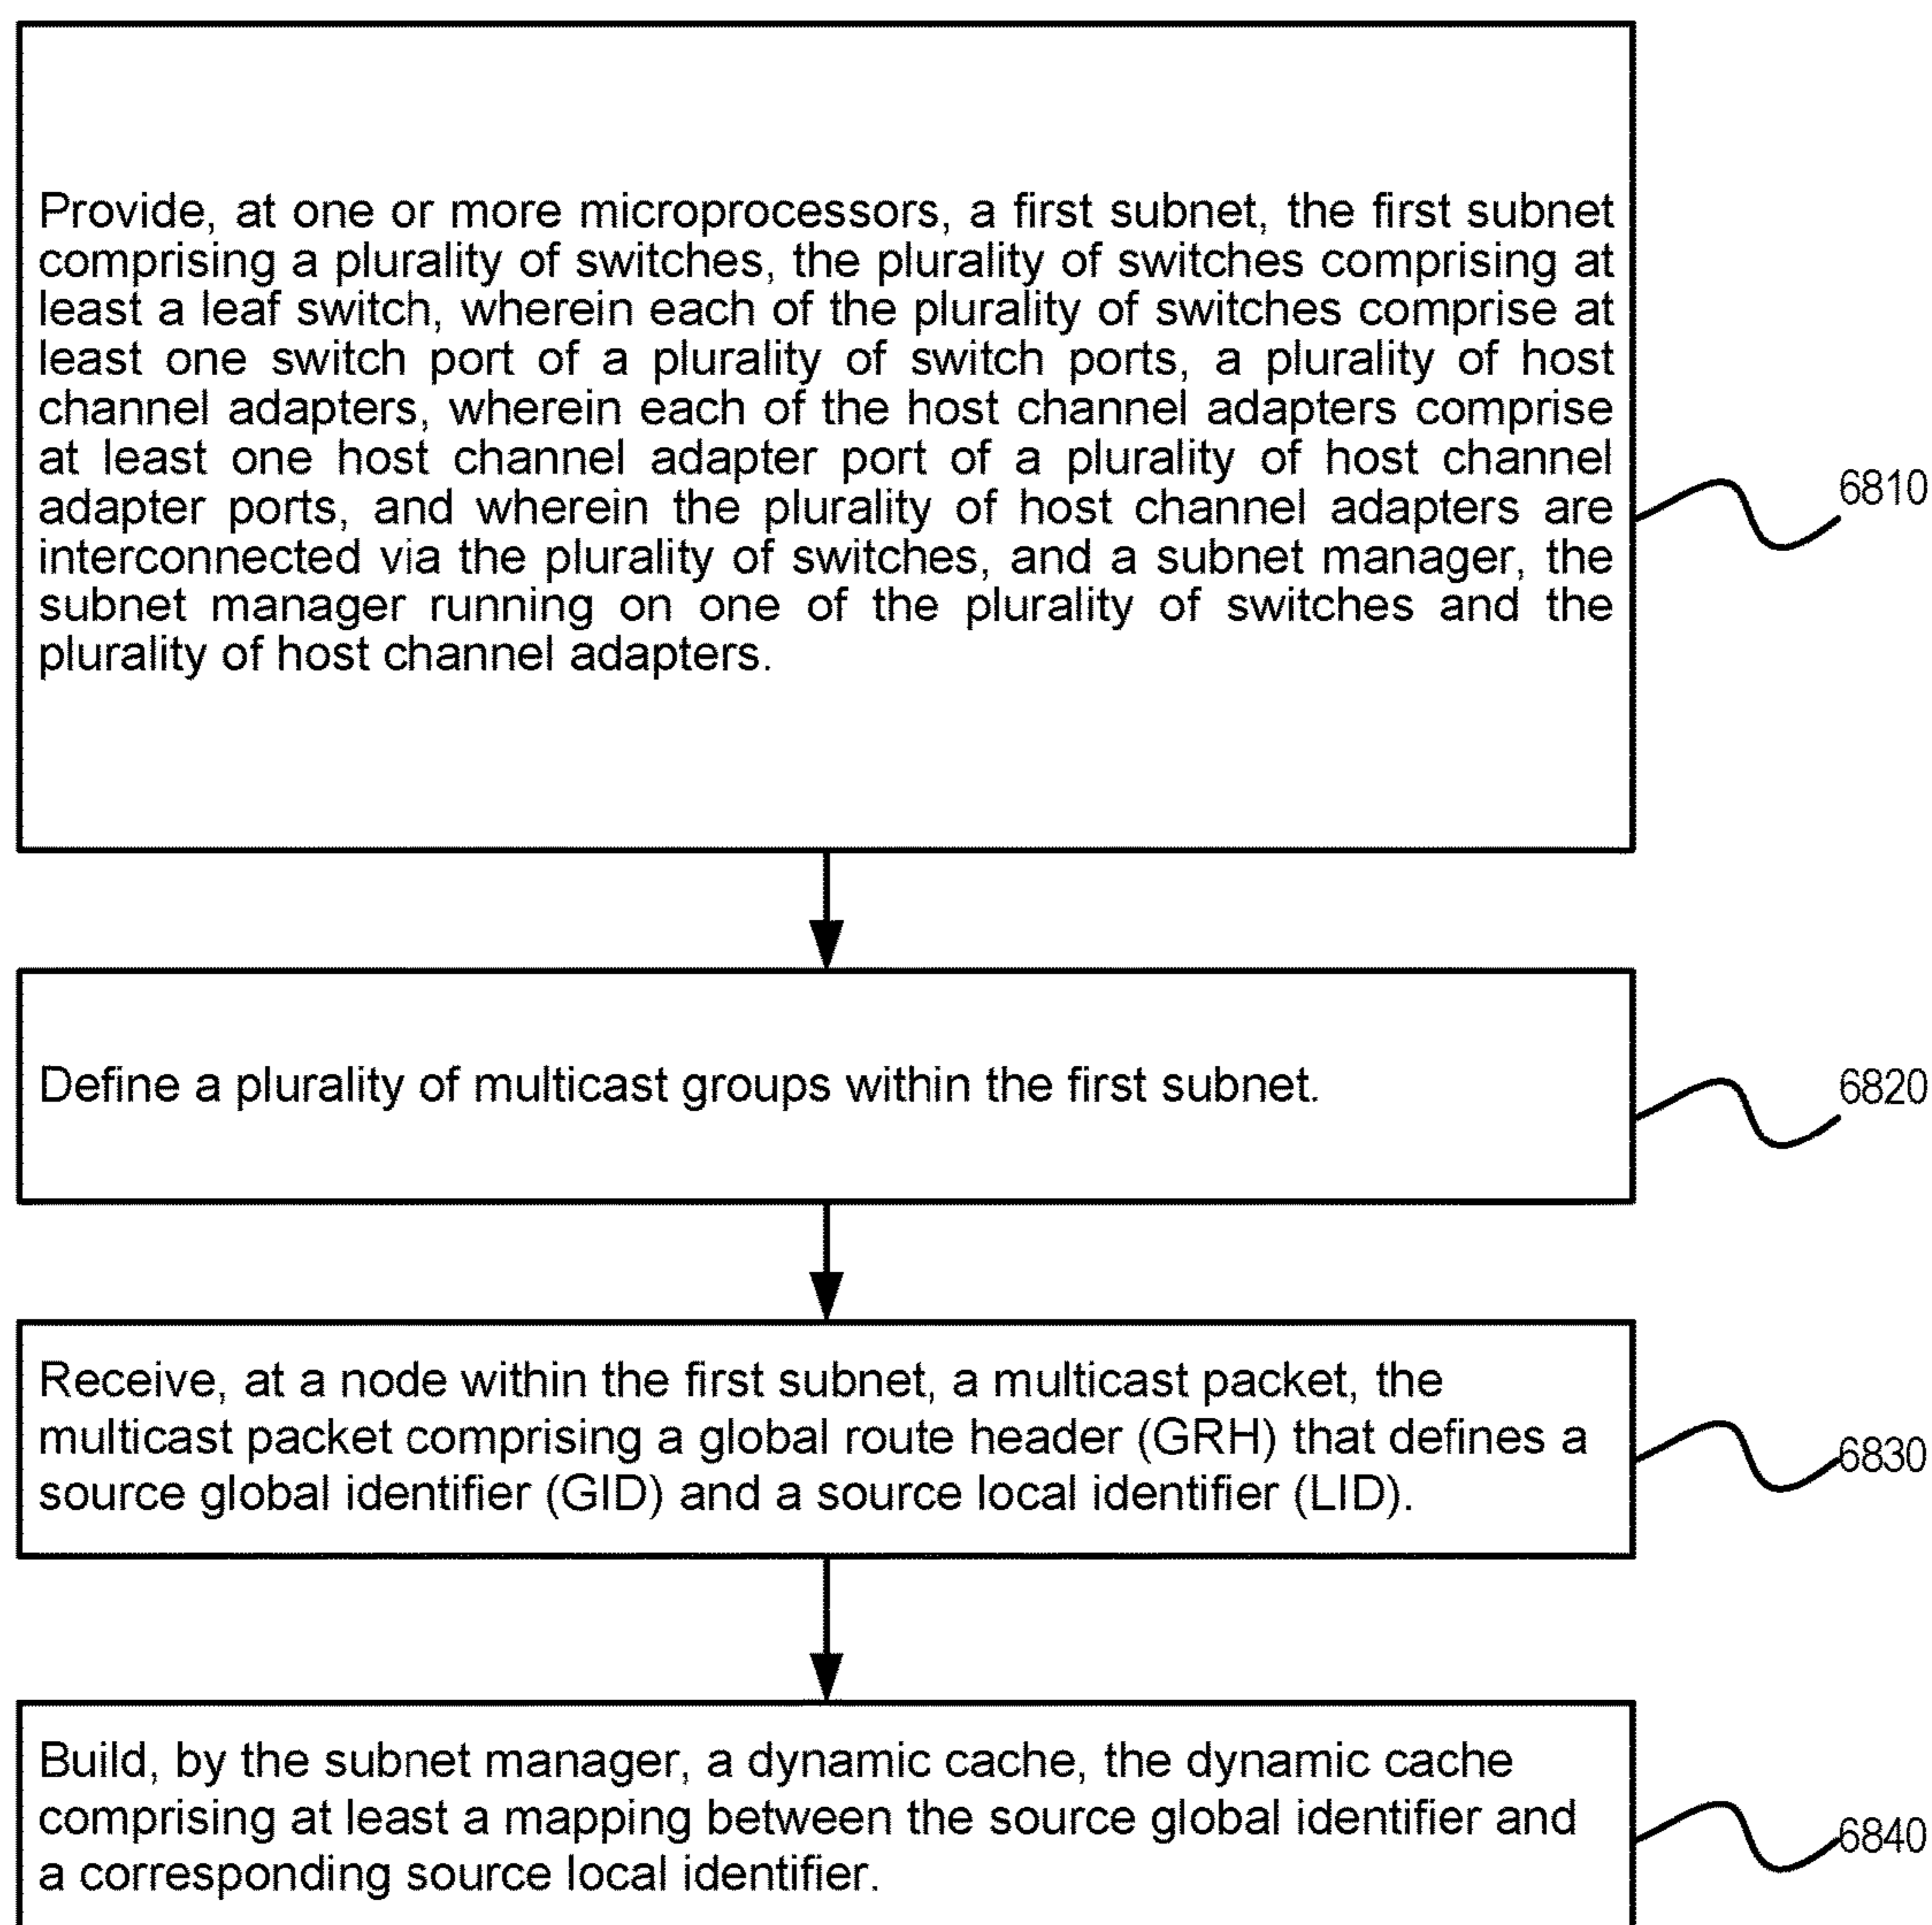 Provide, at one or more microprocessors, a first subnet, the first subnet
comprising a plurality of switches, the plurality of switches comprising at
least a leaf switch, wherein each of the plurality of switches comprise at
least one switch port of a plurality of switch ports, a plurality of host
channel adapters, wherein each of the host channel adapters comprise
at least one host channel adapter port of a plurality of host channel
adapter ports, and wherein the plurality of host channel adapters are
interconnected via the plurality of switches, and a subnet manager, the
subnet manager running on one of the plurality of switches and the
plurality of host channel adapters.
6810
Define a plurality of multicast groups within the first subnet.
6820
Receive, at a node within the first subnet, a multicast packet, the
multicast packet comprising a global route header (GRH) that defines a
source global identifier (GID) and a source local identifier (LID).
6830
Build, by the subnet manager, a dynamic cache, the dynamic cache
comprising at least a mapping between the source global identifier and
a corresponding source local identifier.
6840